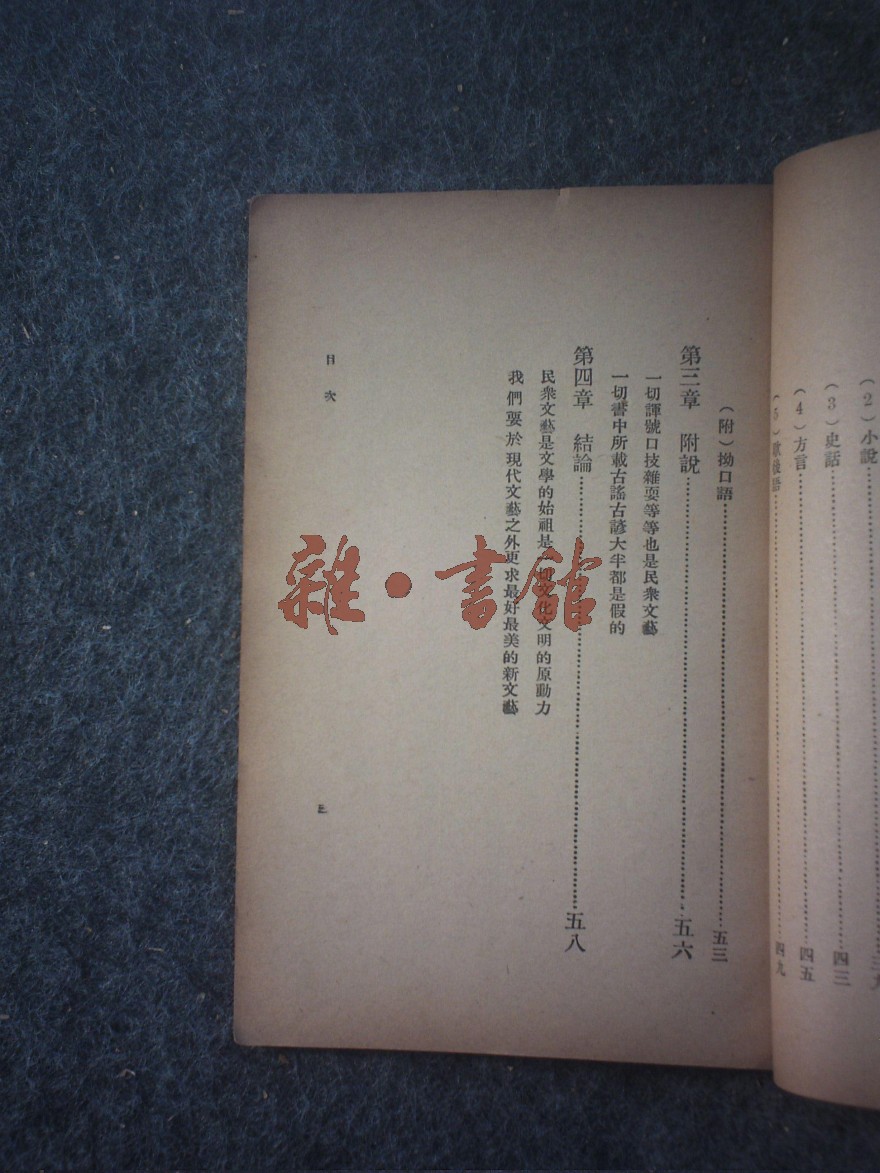 (2)小說……三九
(3)史話……四三
(4)方言……四五
(5)歇後語……四九
(附)拗口語……五三
第三章 附說……五六
一切諢號口技雜耍等等也是民衆文藝
一切書中所載古謠古諺大半都是假的
第四章 結論……五八
民衆文藝是文學的始祖是一切文化文明的原動力
我們要於現代文藝之外更求最好最美的新文藝
目次
三
雜·書館